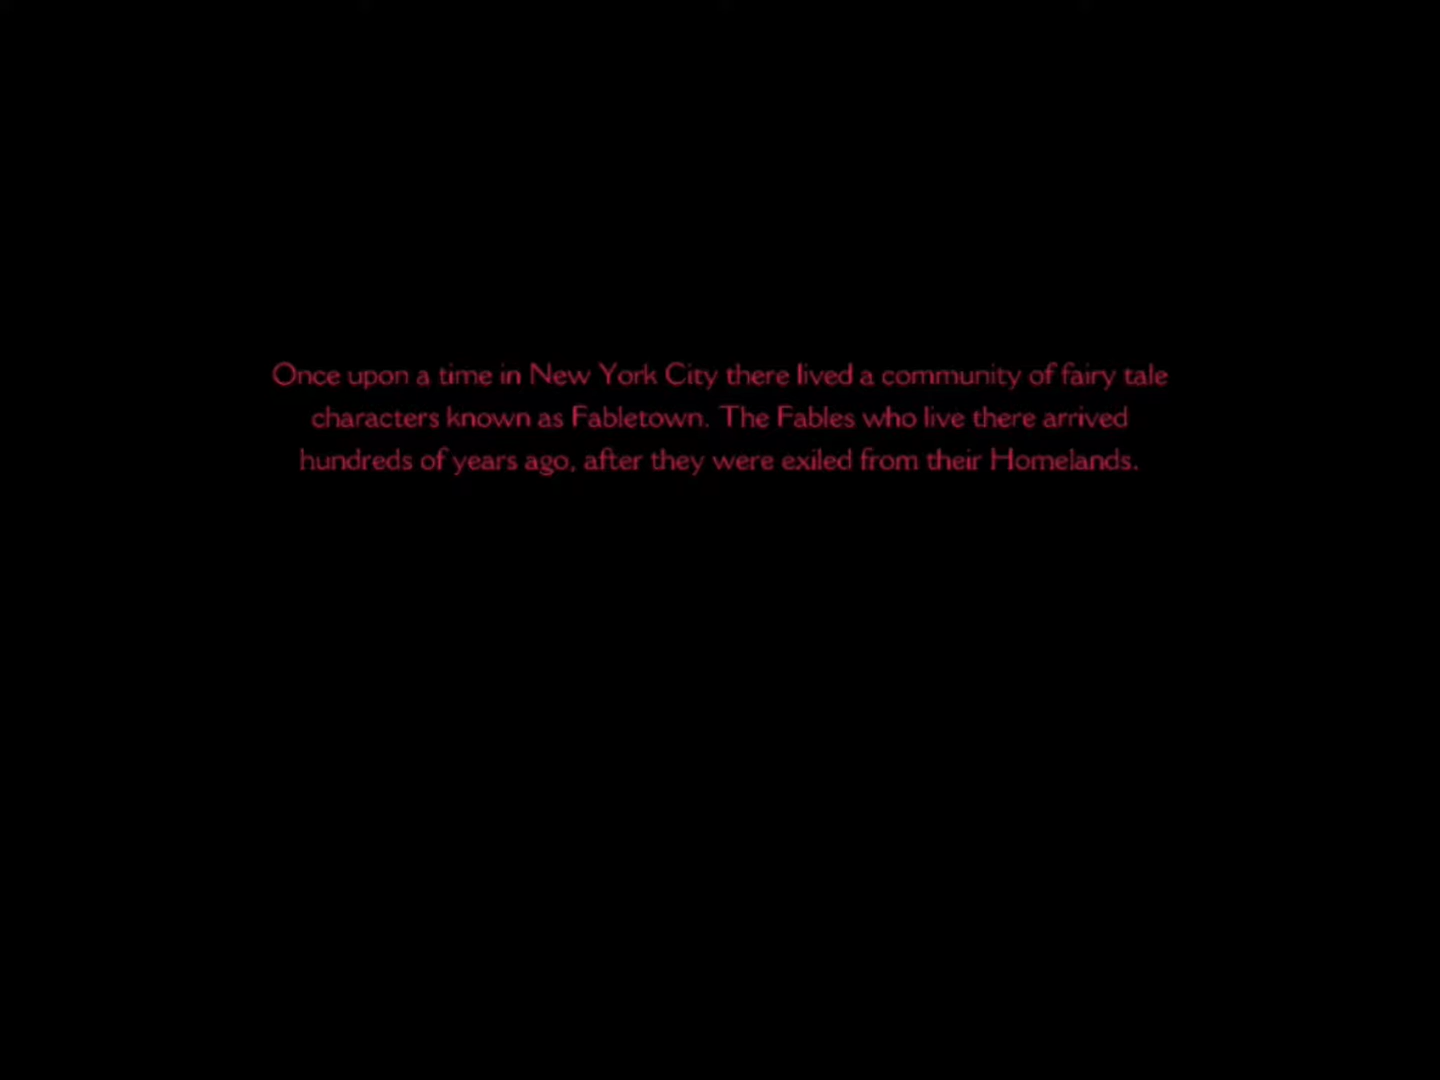 Once upon a time in New York City there lived a community of fairy tale
characters known as Fabletown. The Fables who live there arrived
hundreds of years ago, after they were exiled from their Homelands.